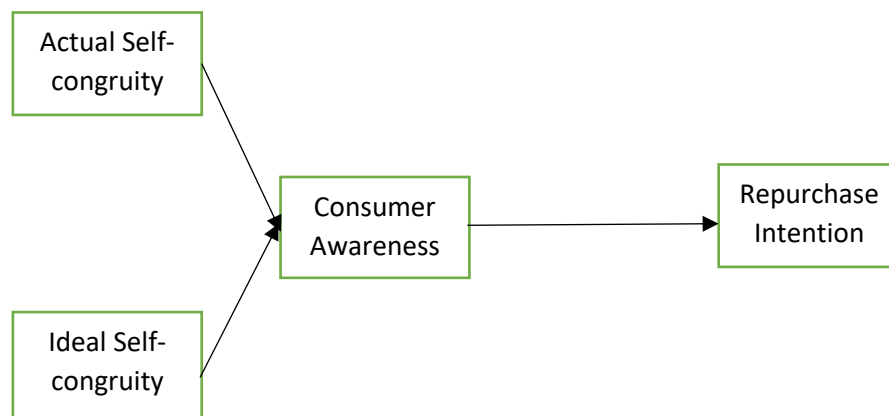 Actual Self-
congruity
Consumer
Awareness
Repurchase
Intention
Ideal Self-
congruity